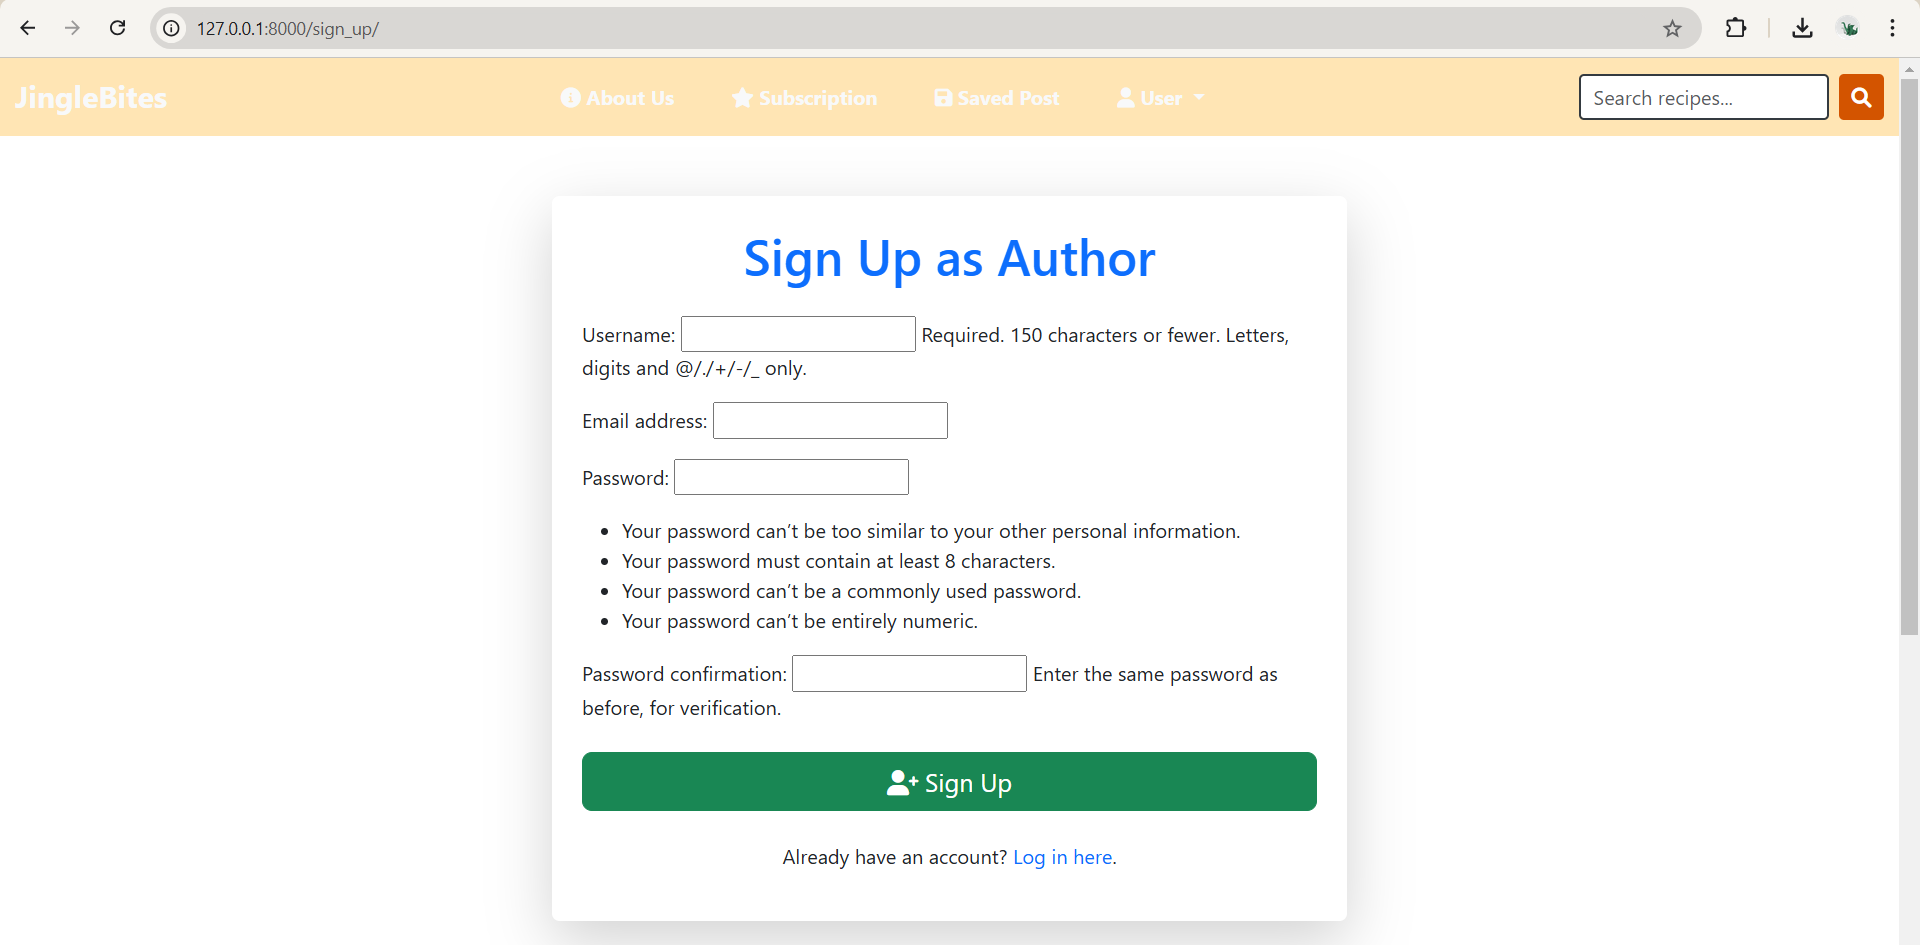 127.0.0.1:8000/sign_up/
JingleBites
About Us
Subscription
Saved Post
User
Search recipes...
Sign Up as Author
Username: Required. 150 characters or fewer. Letters,
digits and @/./+/-/_ only.
Email address:
Password:
• Your password can’t be too similar to your other personal information.
• Your password must contain at least 8 characters.
• Your password can’t be a commonly used password.
• Your password can’t be entirely numeric.
Password confirmation: Enter the same password as
before, for verification.
Sign Up
Already have an account? Log in here.